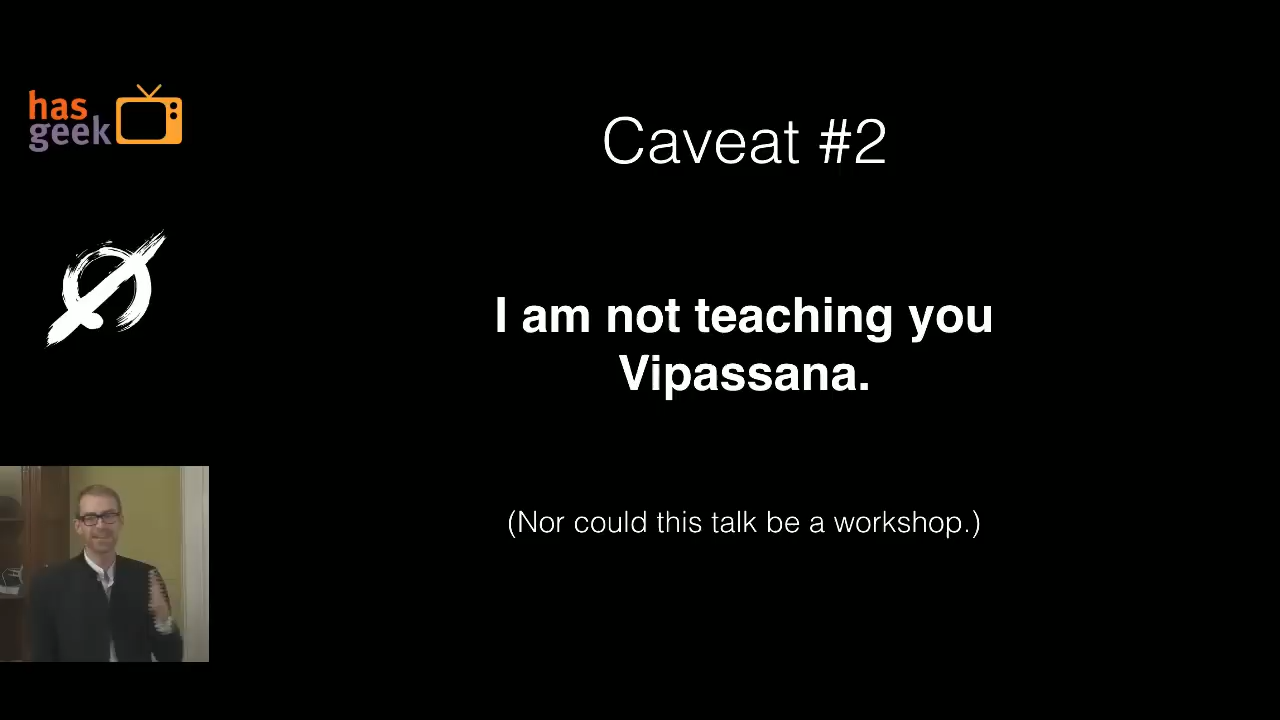 has
geek
Caveat #2
I am not teaching you
Vipassana.
(Nor could this talk be a workshop.)